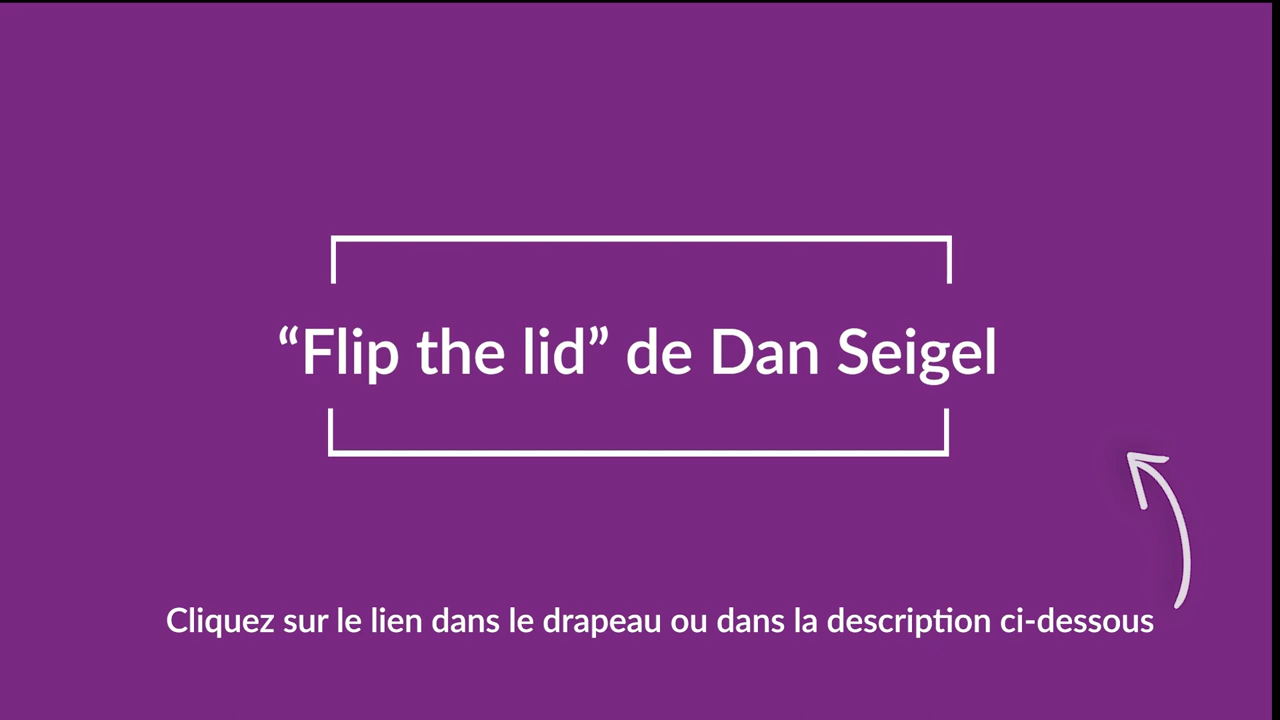 “Flip the lid” de Dan Seigel
Cliquez sur le lien dans le drapeau ou dans la description ci-dessous